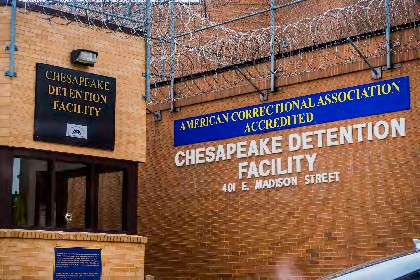 CHESAPEAKE
DETENTION
FACILITY
AMERICAN CORRECTIONAL ASSOCIATION
ACCREDITED
CHESAPEAKE DETENTION
FACILITY
401 E. MADISON STREET